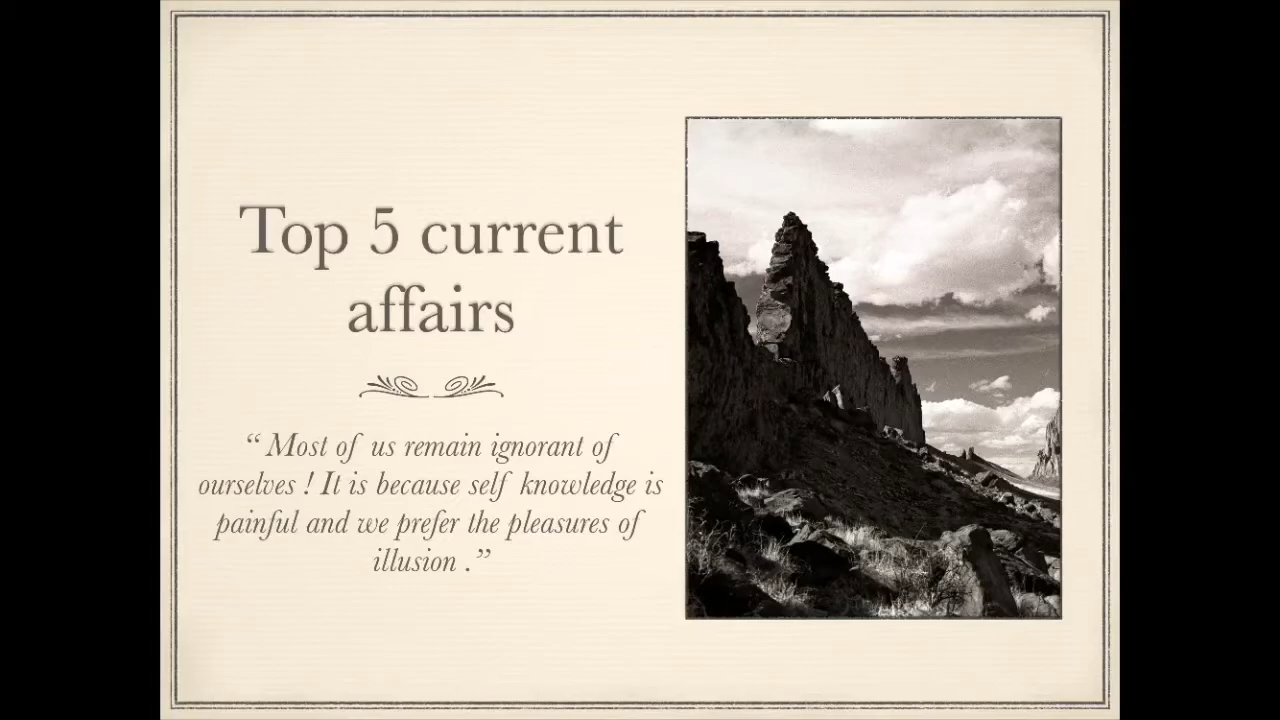 Top 5 current
affairs
“ Most of us remain ignorant of
ourselves ! It is because self knowledge is
painful and we prefer the pleasures of
illusion .”